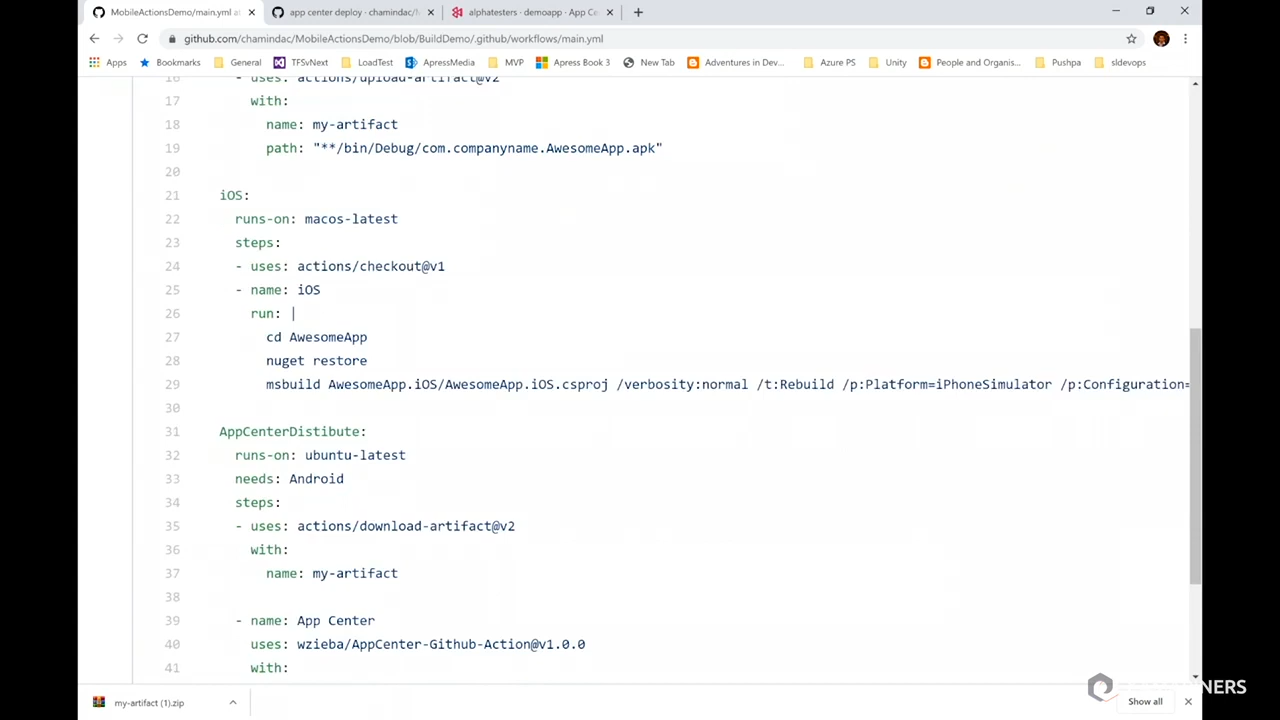 MobileActionsDemo/main.yml a
app center deploy · chamindac/
alphatesters · demoapp · App Ce
github.com/chamindac/MobileActionsDemo/blob/BuildDemo/.github/workflows/main.yml
Apps Bookmarks General TFSvNext LoadTest ApressMedia MVP Apress Book 3 New Tab Adventures in Dev... Azure PS Unity People and Organis... Pushpa sldevops
16 - uses: actions/upload-artifact@v2
17 with:
18 name: my-artifact
19 path: "**/bin/Debug/com.companyname.AwesomeApp.apk"
20
21 iOS:
22 runs-on: macos-latest
23 steps:
24 - uses: actions/checkout@v1
25 - name: iOS
26 run: |
27 cd AwesomeApp
28 nuget restore
29 msbuild AwesomeApp.iOS/AwesomeApp.iOS.csproj /verbosity:normal /t:Rebuild /p:Platform=iPhoneSimulator /p:Configuration=
30
31 AppCenterDistibute:
32 runs-on: ubuntu-latest
33 needs: Android
34 steps:
35 - uses: actions/download-artifact@v2
36 with:
37 name: my-artifact
38
39 - name: App Center
40 uses: wzieba/AppCenter-Github-Action@v1.0.0
41 with:
my-artifact (1).zip
Show all